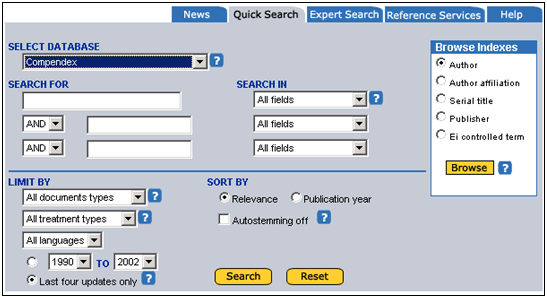 News Quick Search Expert Search Reference Services Help
SELECT DATABASE
Compendex ?
SEARCH FOR SEARCH IN
All fields ?
AND All fields
AND All fields
Browse Indexes
Author
Author affiliation
Serial title
Publisher
Ei controlled term
Browse ?
LIMIT BY SORT BY
All documents types ? Relevance Publication year
All treatment types ? Autostemming off ?
All languages
1990 TO 2002
Last four updates only ? Search Reset